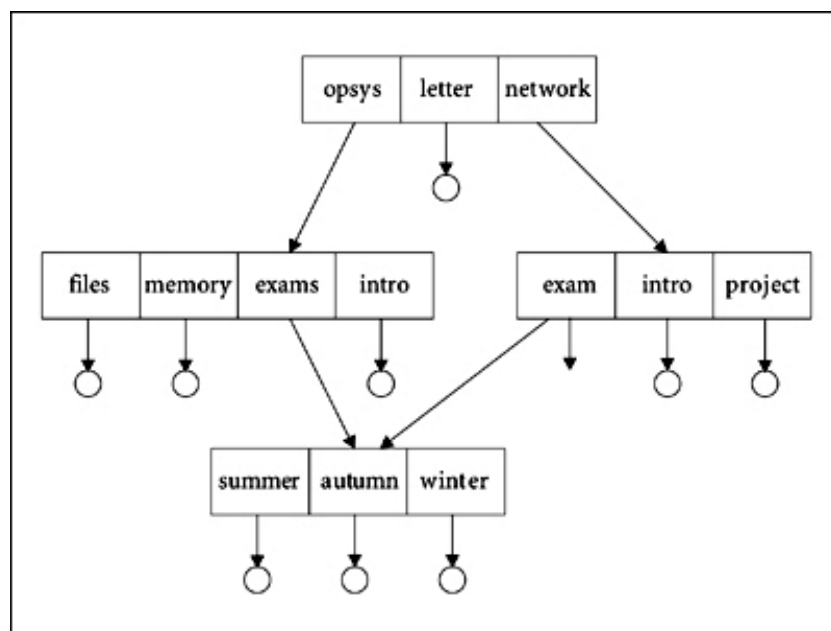 opsys letter network
files memory exams intro exam intro project
summer autumn winter